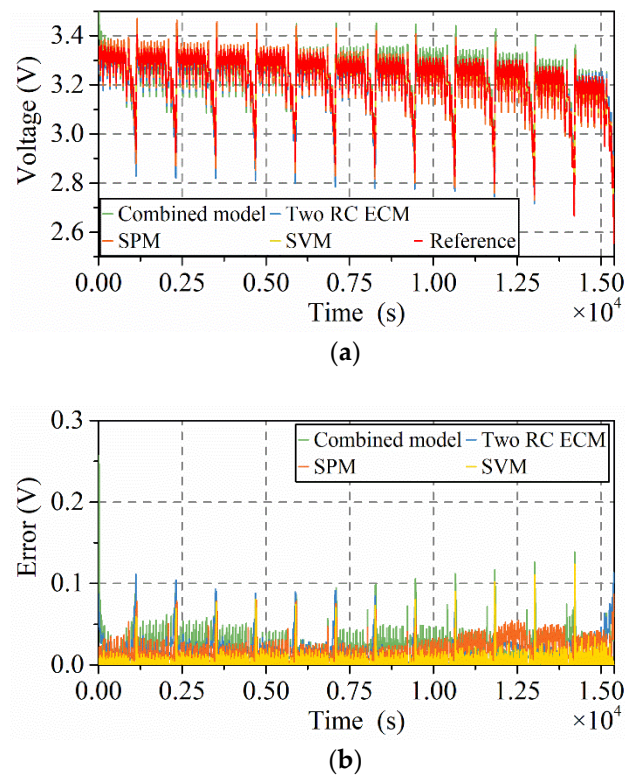 Voltage (V)
3.4
3.2
3.0
2.8
2.6
Combined model Two RC ECM
SPM SVM Reference
0.00 0.25 0.50 0.75 1.00 1.25 1.50
Time (s)
×10⁴
(a)
Error (V)
0.3
0.2
0.1
0.0
Combined model Two RC ECM
SPM SVM
0.00 0.25 0.50 0.75 1.00 1.25 1.50
Time (s)
×10⁴
(b)